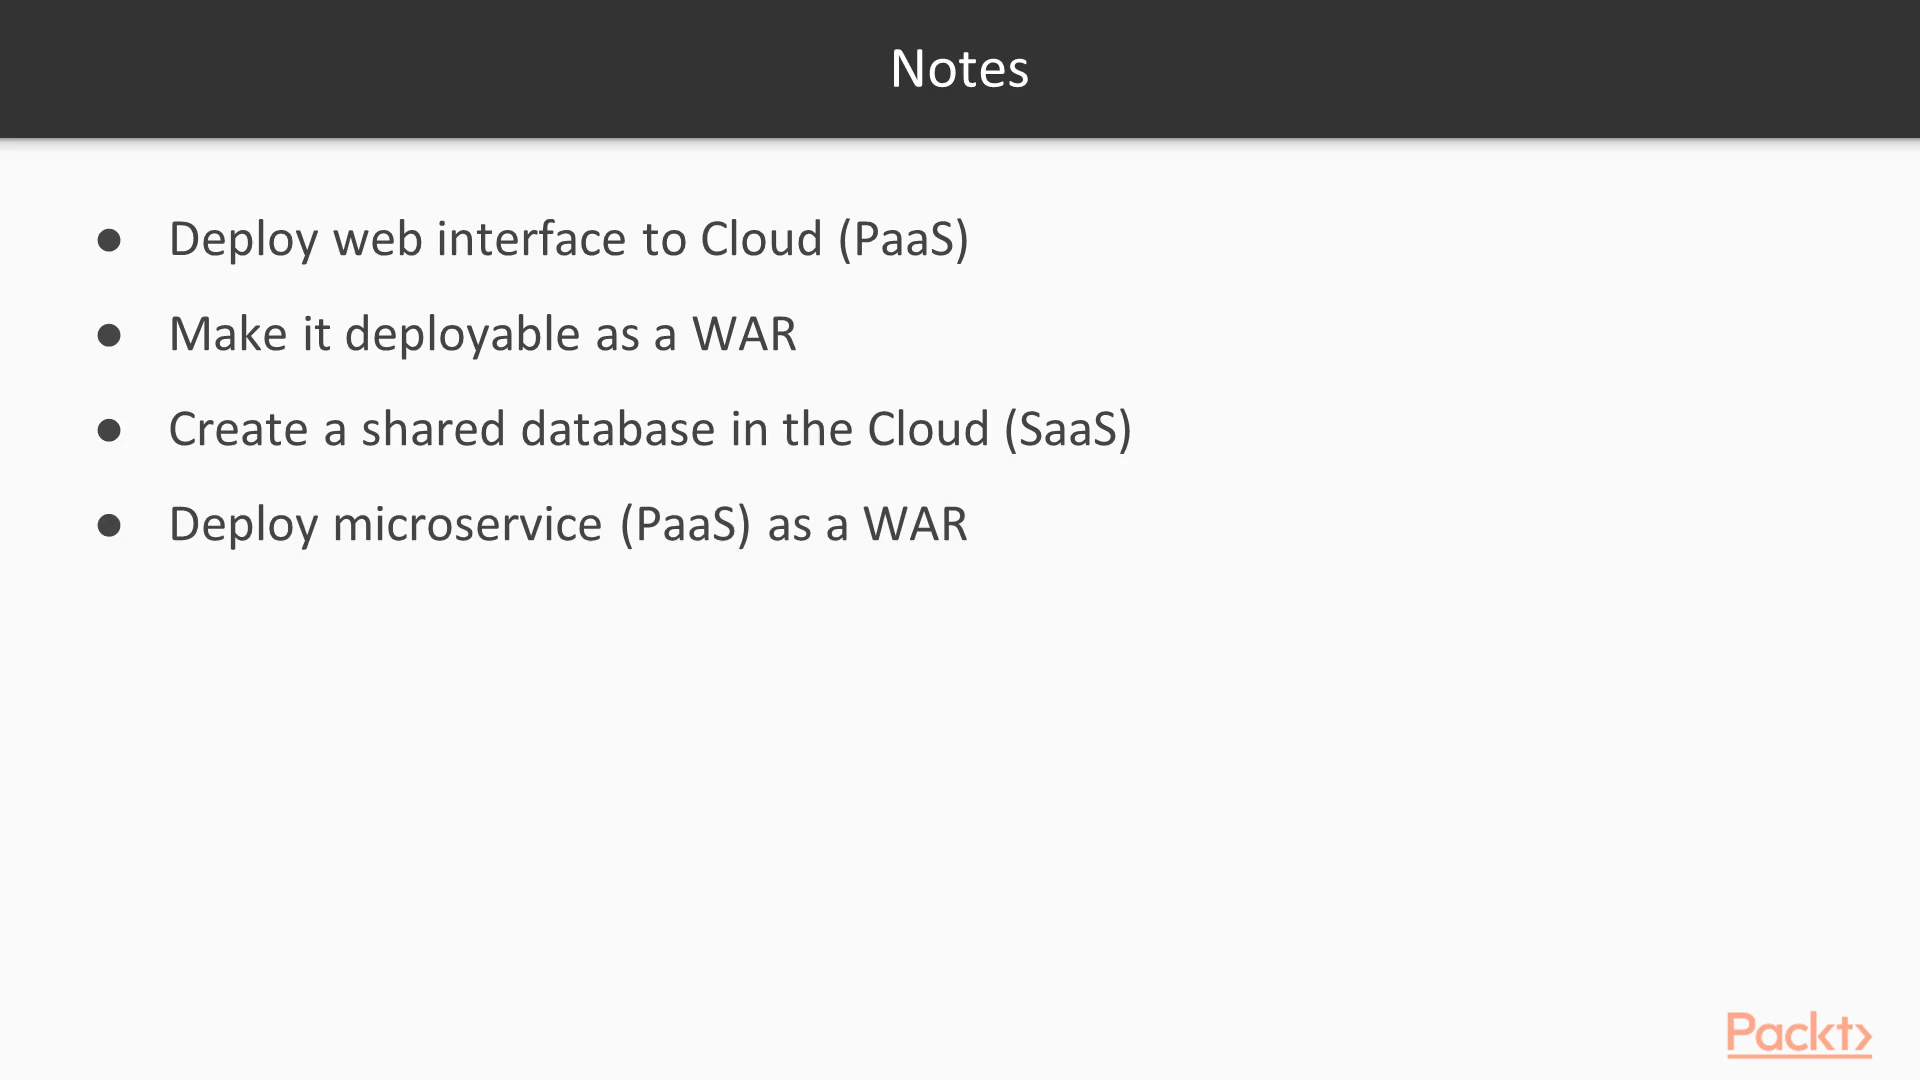 Notes
● Deploy web interface to Cloud (PaaS)
● Make it deployable as a WAR
● Create a shared database in the Cloud (SaaS)
● Deploy microservice (PaaS) as a WAR
Packt>